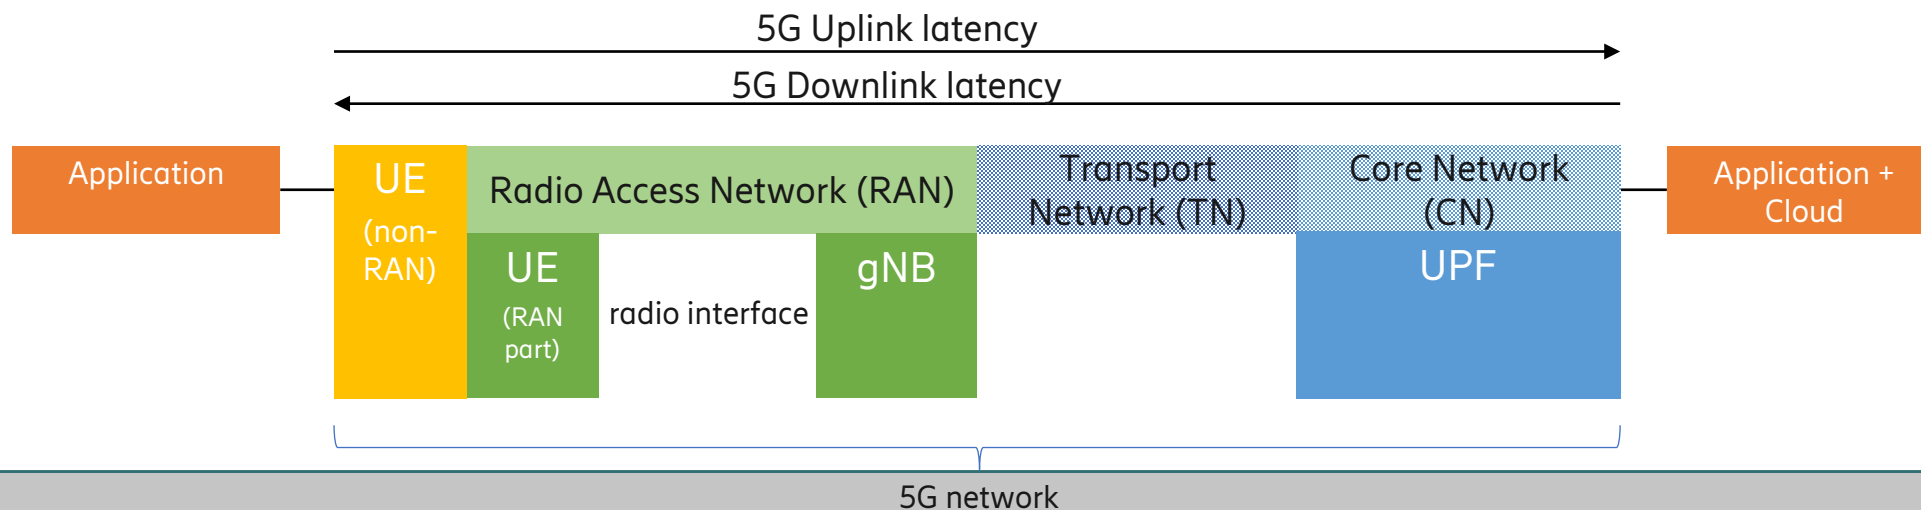 5G Uplink latency
5G Downlink latency
Application
UE
(non-
RAN)
Radio Access Network (RAN)
Transport
Network (TN)
Core Network
(CN)
Application +
Cloud
UE
(RAN
part)
radio interface
gNB
UPF
5G network